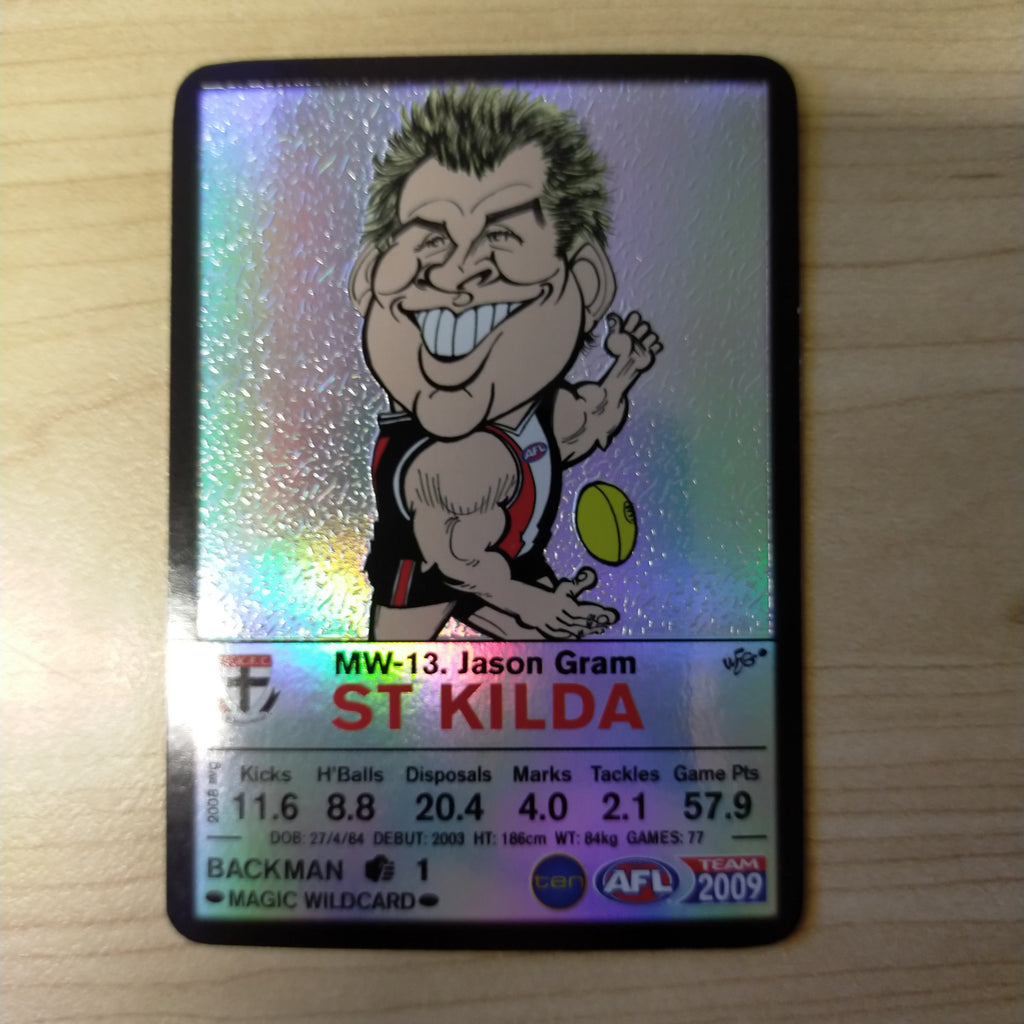 AFL
MW-13. Jason Gram
ST KILDA
WEG
2008 avg
Kicks H'Balls Disposals Marks Tackles Game Pts
11.6 8.8 20.4 4.0 2.1 57.9
DOB: 27/4/84 DEBUT: 2003 HT: 186cm WT: 84kg GAMES: 77
BACKMAN 1
MAGIC WILDCARD
ten AFL TEAM 2009